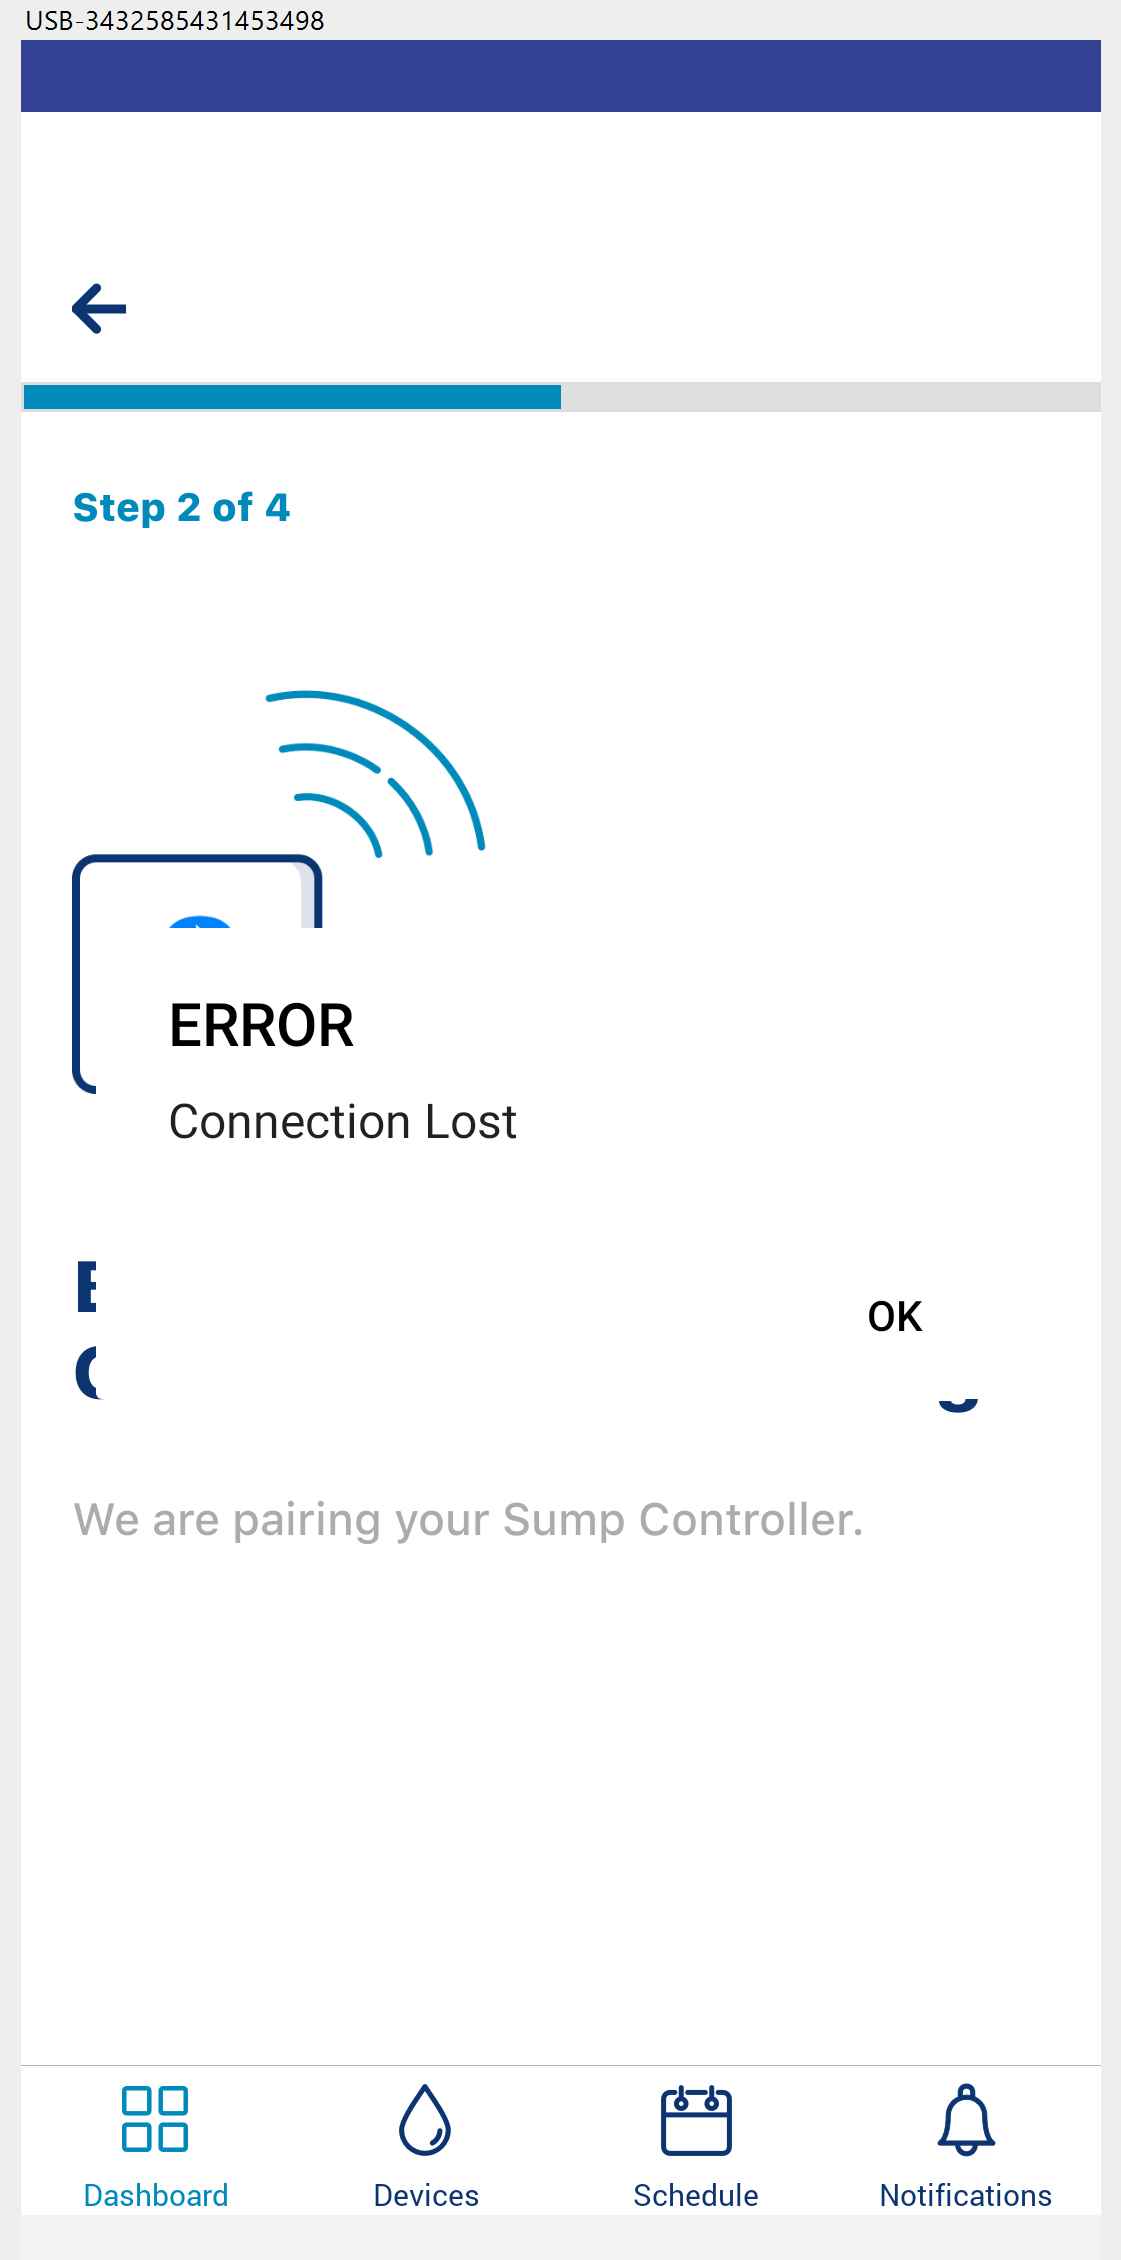 USB-3432585431453498
Step 2 of 4
ERROR
Connection Lost
OK
We are pairing your Sump Controller.
Dashboard
Devices
Schedule
Notifications